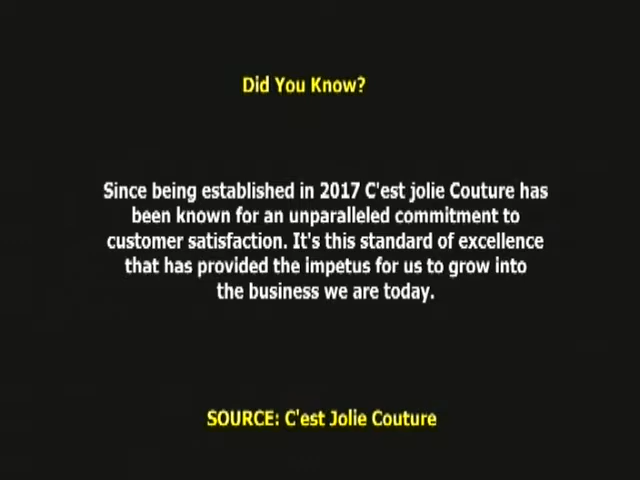 Did You Know?
Since being established in 2017 C'est jolie Couture has
been known for an unparalleled commitment to
customer satisfaction. It's this standard of excellence
that has provided the impetus for us to grow into
the business we are today.
SOURCE: C'est Jolie Couture